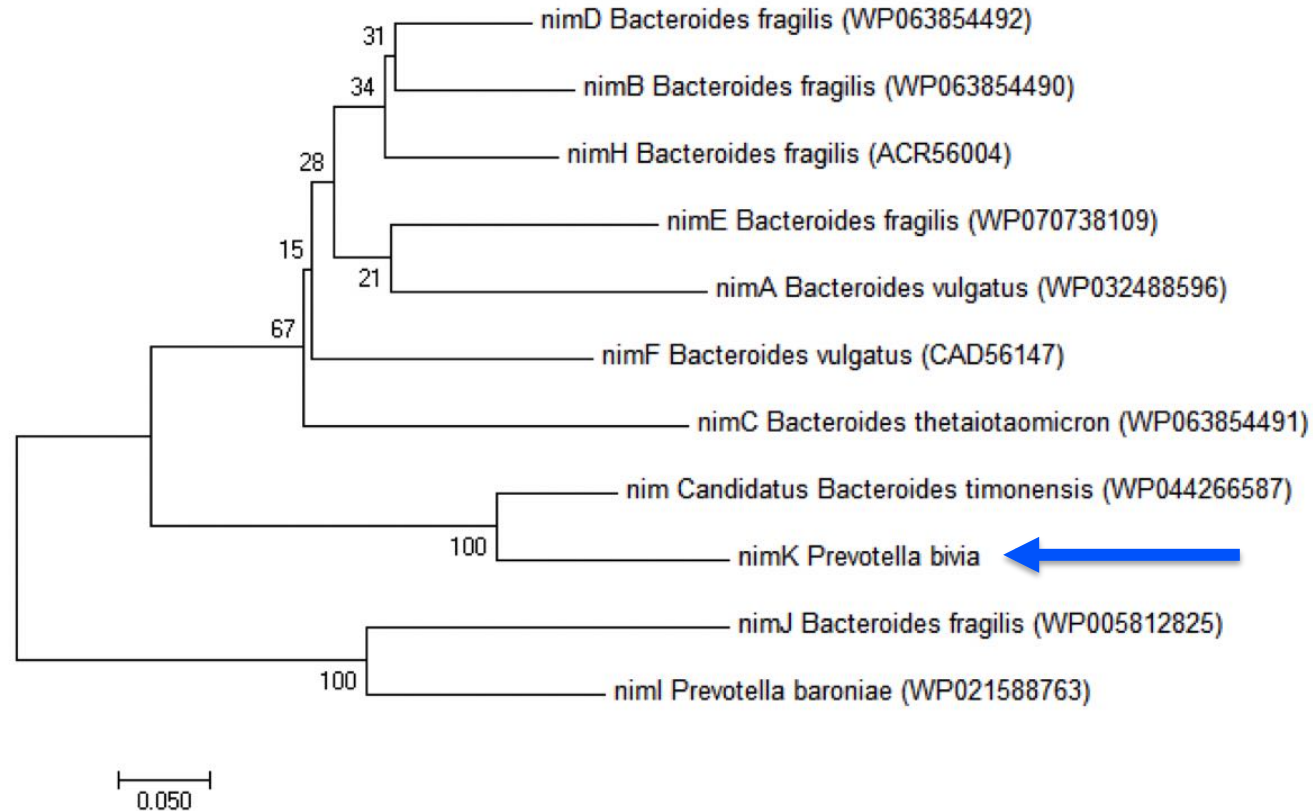 nimD Bacteroides fragilis (WP063854492)
31
nimB Bacteroides fragilis (WP063854490)
34
nimH Bacteroides fragilis (ACR56004)
28
nimE Bacteroides fragilis (WP070738109)
15
21
nimA Bacteroides vulgatus (WP032488596)
67
nimF Bacteroides vulgatus (CAD56147)
nimC Bacteroides thetaiotaomicron (WP063854491)
nim Candidatus Bacteroides timonensis (WP044266587)
100
nimK Prevotella bivia
nimJ Bacteroides fragilis (WP005812825)
100
nimI Prevotella baroniae (WP021588763)
0.050